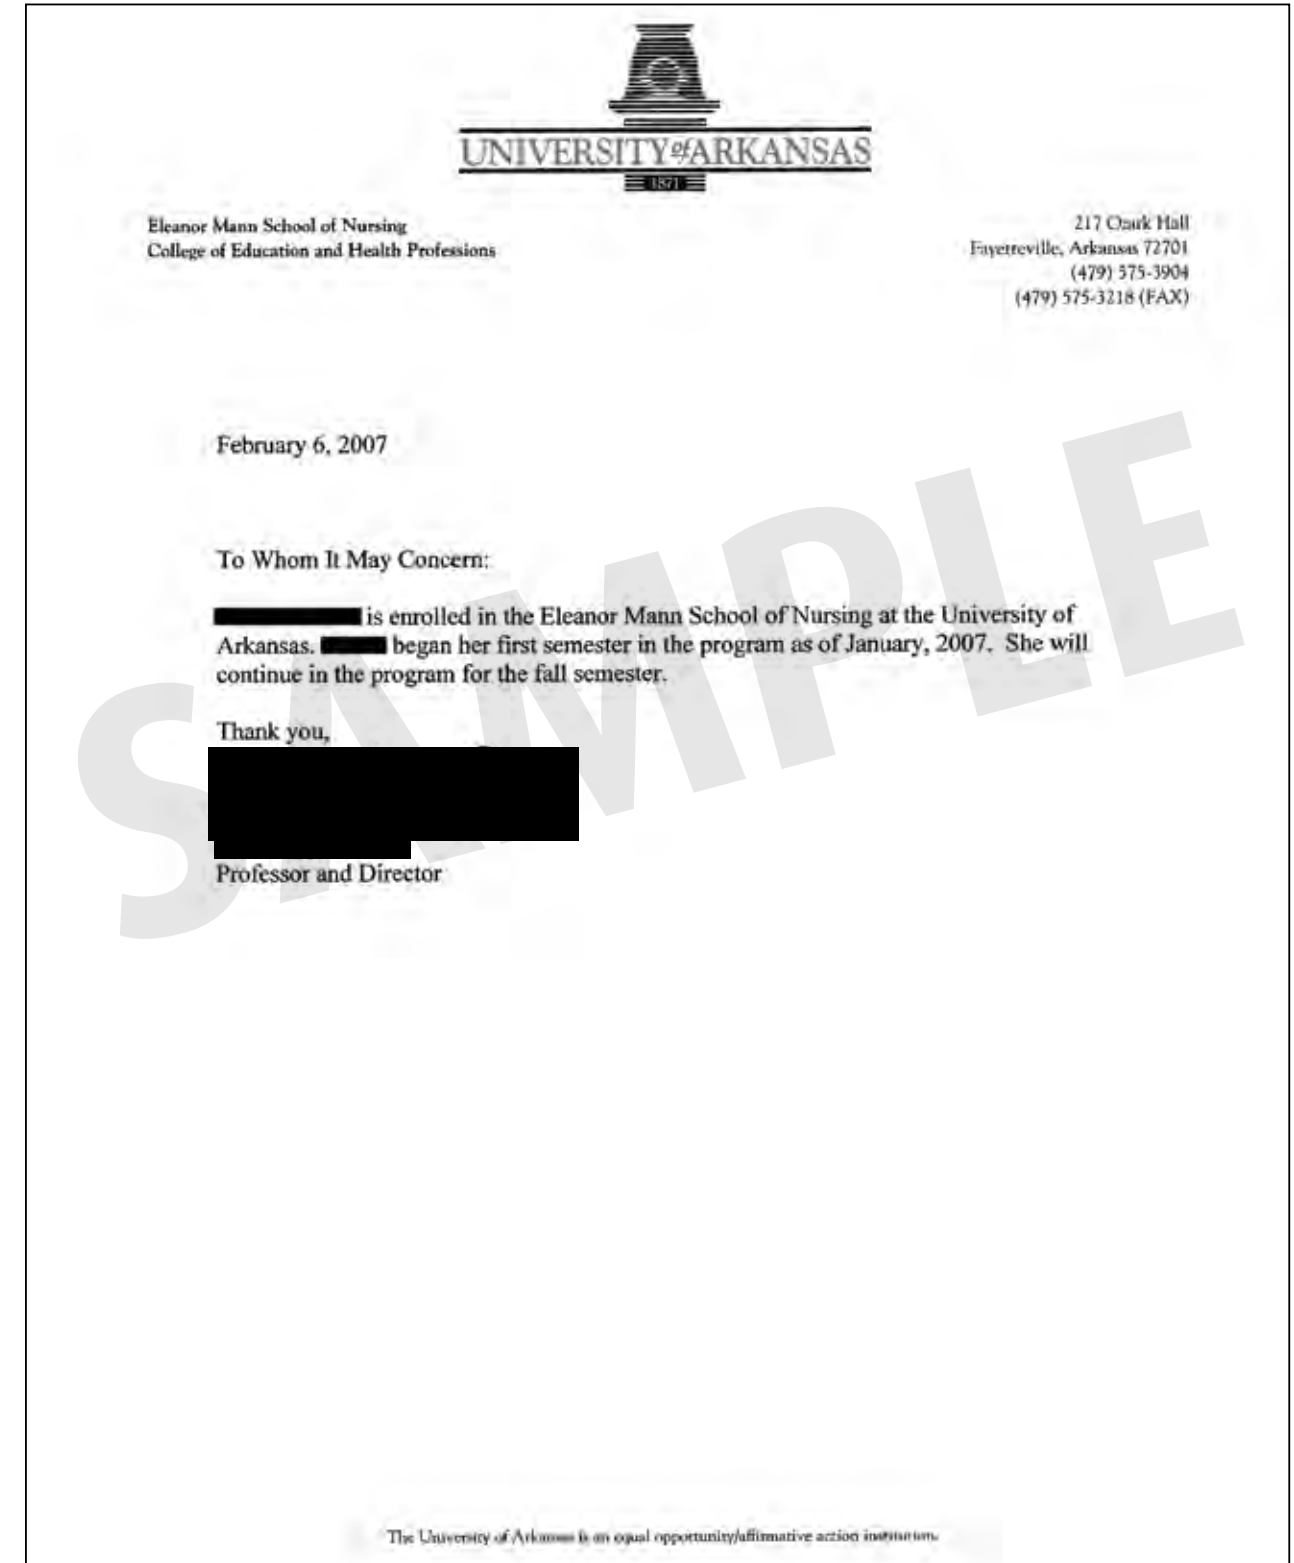 UNIVERSITY of ARKANSAS
1871
Eleanor Mann School of Nursing
College of Education and Health Professions
217 Ozark Hall
Fayetteville, Arkansas 72701
(479) 575-3904
(479) 575-3218 (FAX)
February 6, 2007
To Whom It May Concern:
is enrolled in the Eleanor Mann School of Nursing at the University of
Arkansas. began her first semester in the program as of January, 2007. She will
continue in the program for the fall semester.
Thank you,
Professor and Director
SAMPLE
The University of Arkansas is an equal opportunity/affirmative action institution.